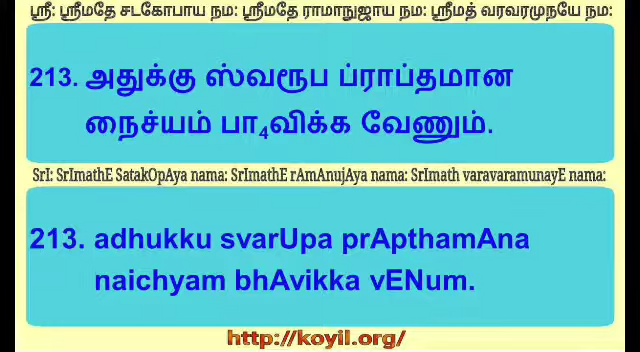 ஸ்ரீ: ஸ்ரீமதே சடகோபாய நம: ஸ்ரீமதே ராமாநுஜாய நம: ஸ்ரீமத் வரவரமுநயே நம:
213. அதுக்கு ஸ்வரூப ப்ராப்தமான
நைச்யம் பா4விக்க வேணும்.
SrI: SrImathE SatakOpAya nama: SrImathE rAmAnujAya nama: SrImath varavaramunayE nama:
213. adhukku svarUpa prApthamAna
naichyam bhAvikka vENum.
http://koyil.org/